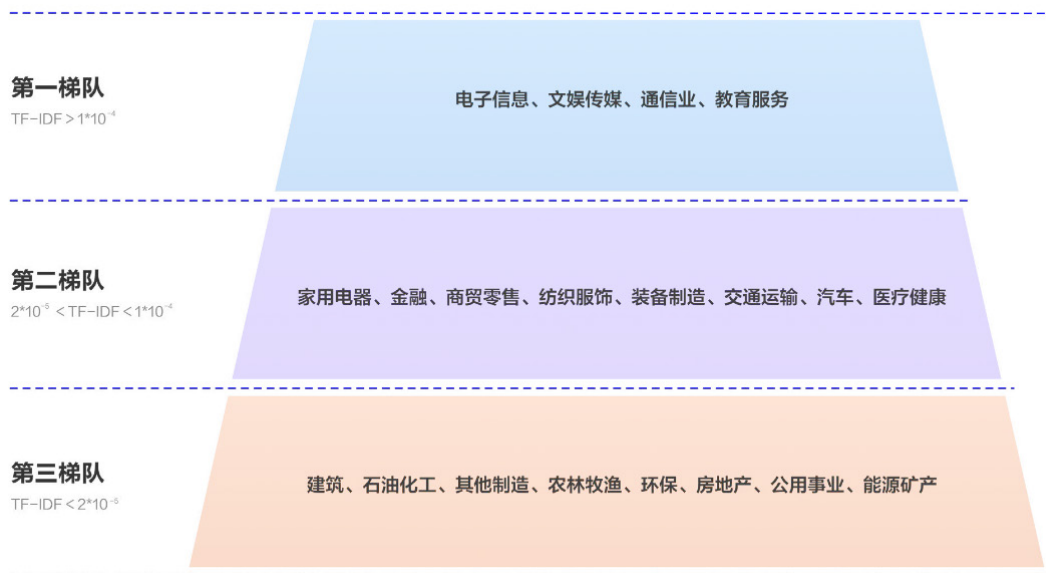 第一梯队
TF-IDF＞1*10⁻⁴
电子信息、文娱传媒、通信业、教育服务
第二梯队
2*10⁻⁵ ＜TF-IDF＜1*10⁻⁴
家用电器、金融、商贸零售、纺织服饰、装备制造、交通运输、汽车、医疗健康
第三梯队
TF-IDF＜2*10⁻⁵
建筑、石油化工、其他制造、农林牧渔、环保、房地产、公用事业、能源矿产